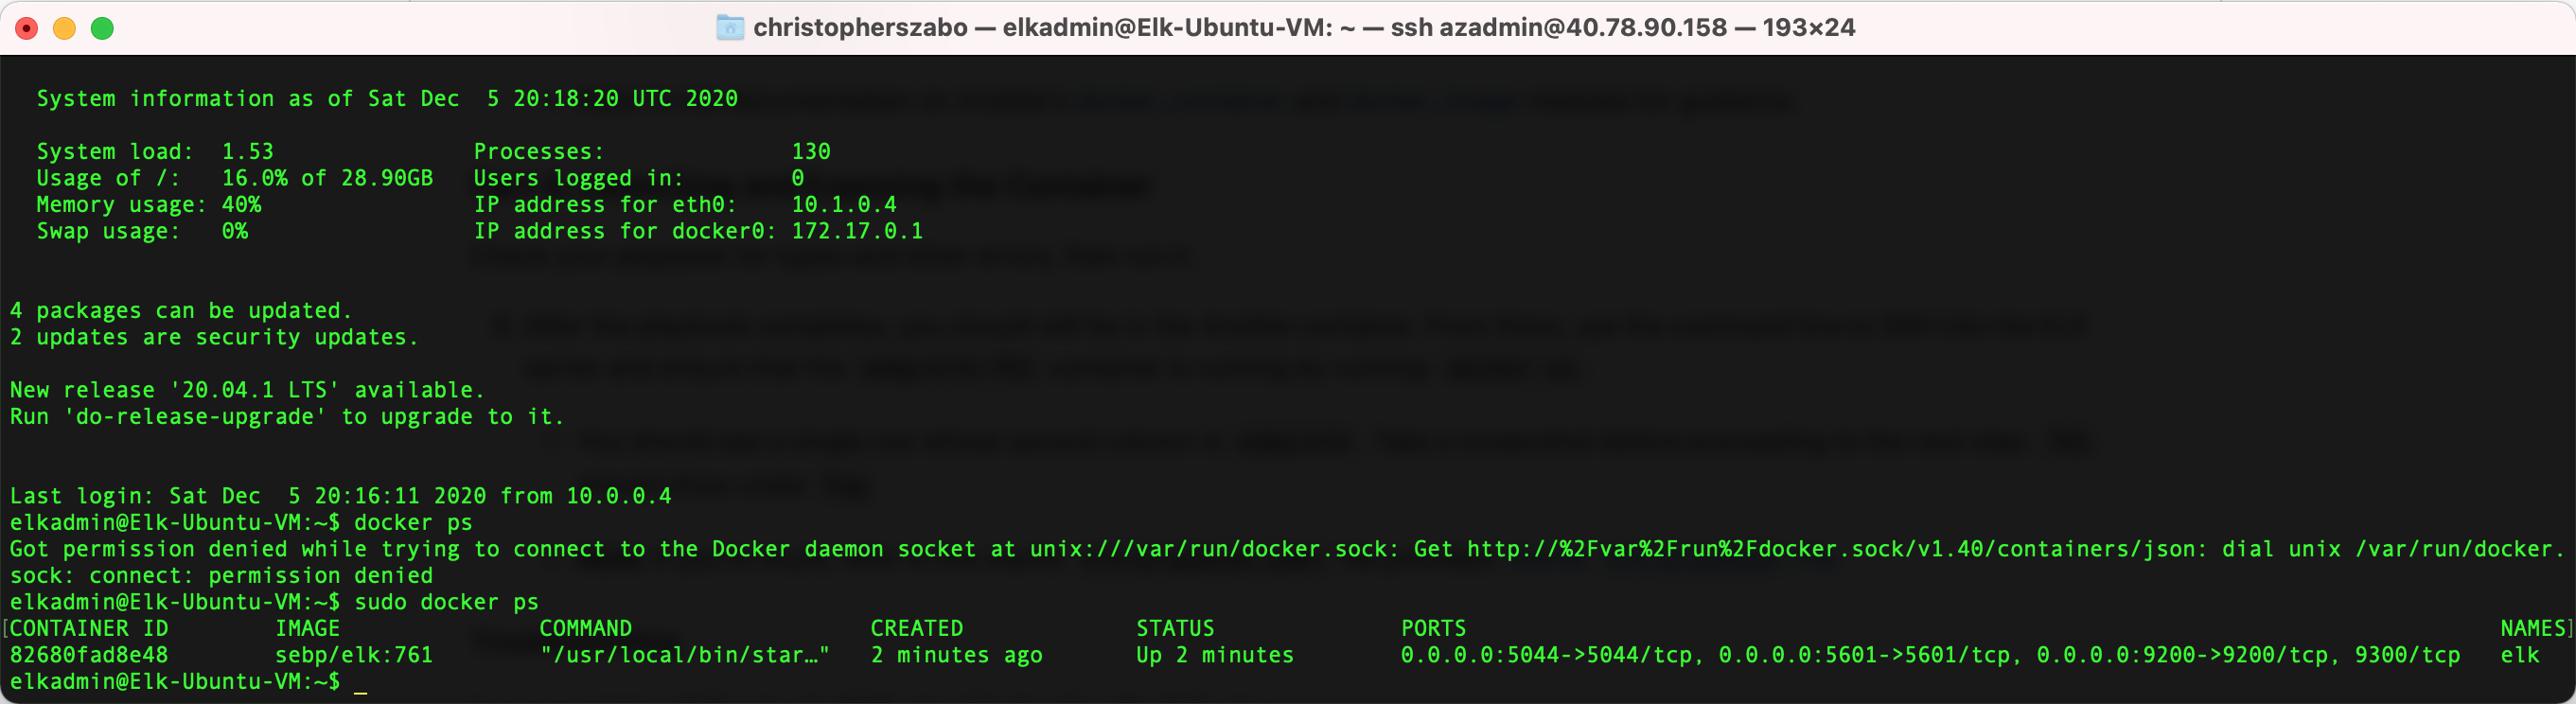 christopherszabo — elkadmin@Elk-Ubuntu-VM: ~ — ssh azadmin@40.78.90.158 — 193×24
System information as of Sat Dec  5 20:18:20 UTC 2020
System load:  1.53               Processes:              130
Usage of /:   16.0% of 28.90GB   Users logged in:        0
Memory usage: 40%                IP address for eth0:    10.1.0.4
Swap usage:   0%                 IP address for docker0: 172.17.0.1
4 packages can be updated.
2 updates are security updates.
New release '20.04.1 LTS' available.
Run 'do-release-upgrade' to upgrade to it.
Last login: Sat Dec  5 20:16:11 2020 from 10.0.0.4
elkadmin@Elk-Ubuntu-VM:~$ docker ps
Got permission denied while trying to connect to the Docker daemon socket at unix:///var/run/docker.sock: Get http://%2Fvar%2Frun%2Fdocker.sock/v1.40/containers/json: dial unix /var/run/docker.
sock: connect: permission denied
elkadmin@Elk-Ubuntu-VM:~$ sudo docker ps
[CONTAINER ID        IMAGE               COMMAND                  CREATED             STATUS              PORTS                                                                              NAMES]
82680fad8e48        sebp/elk:761        "/usr/local/bin/star…"   2 minutes ago       Up 2 minutes        0.0.0.0:5044->5044/tcp, 0.0.0.0:5601->5601/tcp, 0.0.0.0:9200->9200/tcp, 9300/tcp   elk
elkadmin@Elk-Ubuntu-VM:~$ _